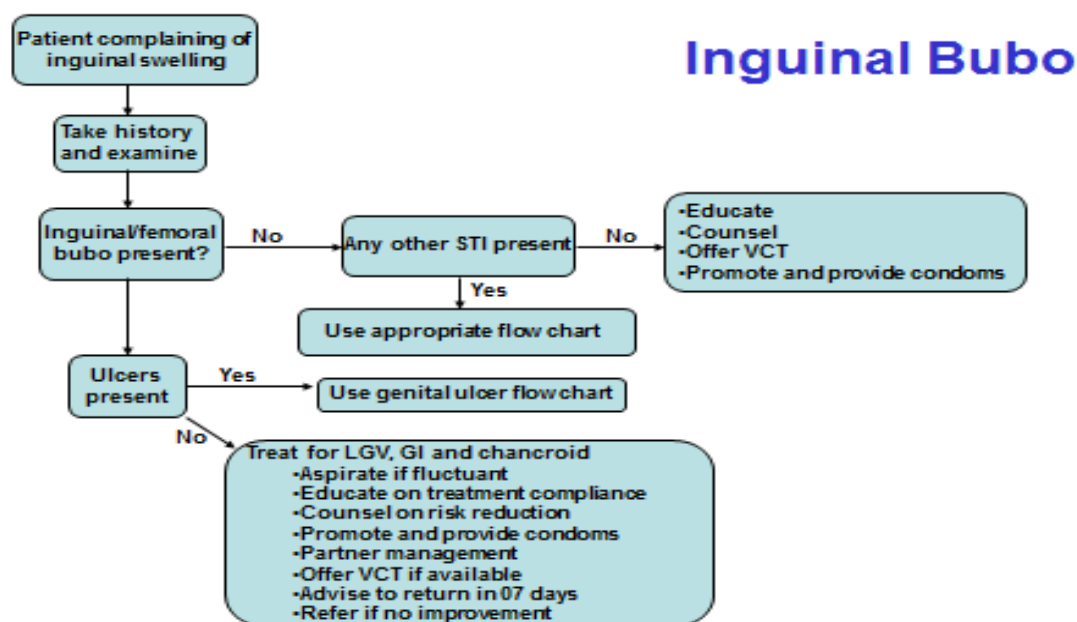 Inguinal Bubo
Patient complaining of
inguinal swelling
Take history
and examine
Inguinal/femoral
bubo present?
No
Any other STI present
No
•Educate
•Counsel
•Offer VCT
•Promote and provide condoms
Yes
Use appropriate flow chart
Ulcers
present
Yes
Use genital ulcer flow chart
No
Treat for LGV, GI and chancroid
•Aspirate if fluctuant
•Educate on treatment compliance
•Counsel on risk reduction
•Promote and provide condoms
•Partner management
•Offer VCT if available
•Advise to return in 07 days
•Refer if no improvement